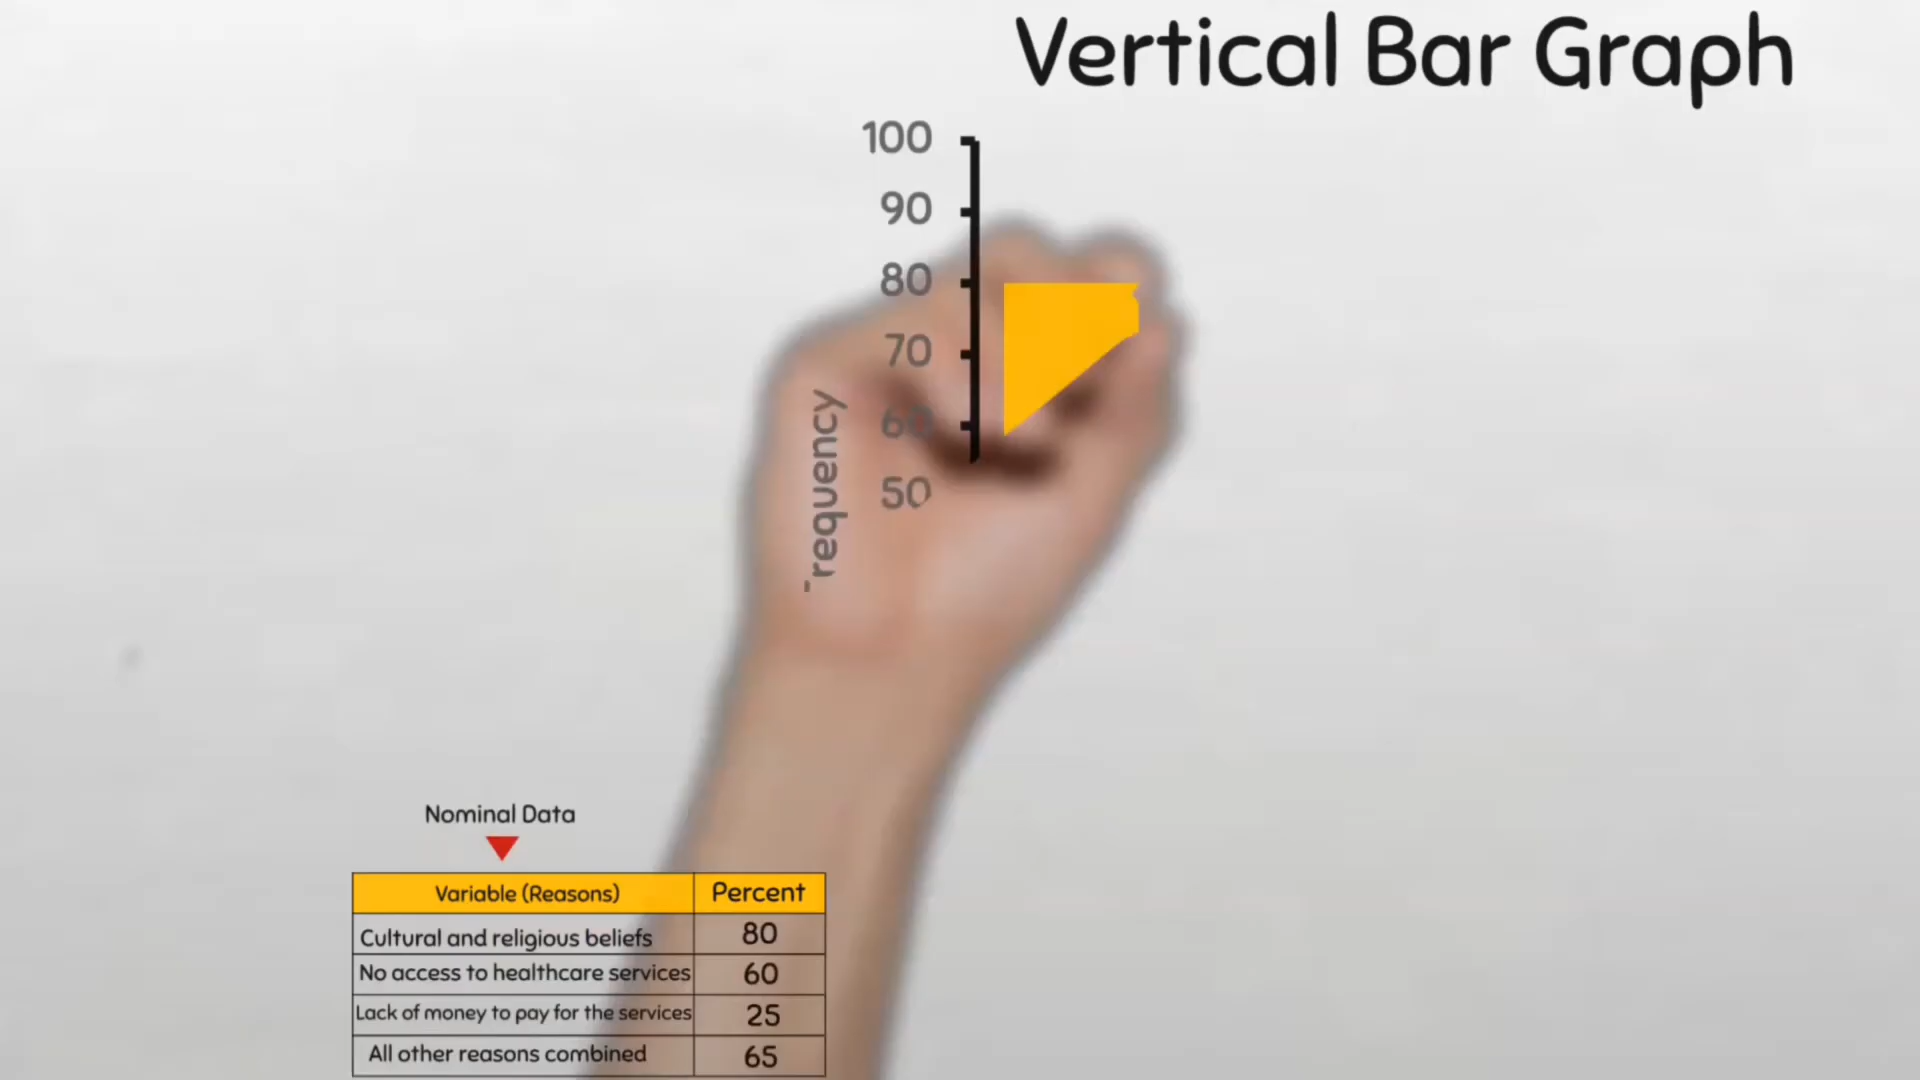 Vertical Bar Graph
100
90
80
70
60
50
requency
Nominal Data
Variable (Reasons) Percent
Cultural and religious beliefs 80
No access to healthcare services 60
Lack of money to pay for the services 25
All other reasons combined 65